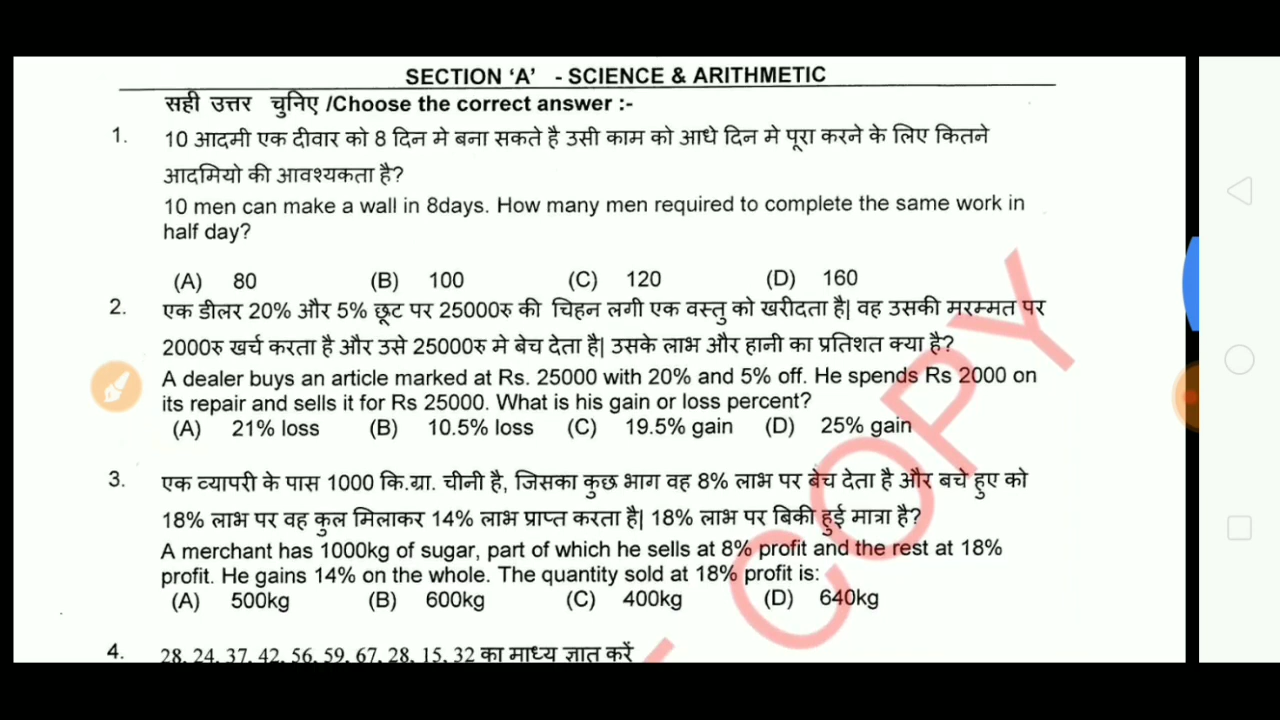 SECTION ‘A’ - SCIENCE & ARITHMETIC
सही उत्तर चुनिए /Choose the correct answer :-
1. 10 आदमी एक दीवार को 8 दिन मे बना सकते है उसी काम को आधे दिन मे पूरा करने के लिए कितने
आदमियो की आवश्यकता है?
10 men can make a wall in 8days. How many men required to complete the same work in
half day?
(A) 80 (B) 100 (C) 120 (D) 160
2. एक डीलर 20% और 5% छूट पर 25000रु की चिहन लगी एक वस्तु को खरीदता है| वह उसकी मरम्मत पर
2000रु खर्च करता है और उसे 25000रु मे बेच देता है| उसके लाभ और हानी का प्रतिशत क्या है?
A dealer buys an article marked at Rs. 25000 with 20% and 5% off. He spends Rs 2000 on
its repair and sells it for Rs 25000. What is his gain or loss percent?
(A) 21% loss (B) 10.5% loss (C) 19.5% gain (D) 25% gain
3. एक व्यापरी के पास 1000 कि.ग्रा. चीनी है, जिसका कुछ भाग वह 8% लाभ पर बेच देता है और बचे हुए को
18% लाभ पर वह कुल मिलाकर 14% लाभ प्राप्त करता है| 18% लाभ पर बिकी हुई मात्रा है?
A merchant has 1000kg of sugar, part of which he sells at 8% profit and the rest at 18%
profit. He gains 14% on the whole. The quantity sold at 18% profit is:
(A) 500kg (B) 600kg (C) 400kg (D) 640kg
4. 28, 24, 37, 42, 56, 59, 67, 28, 15, 32 का माध्य ज्ञात करें
COPY